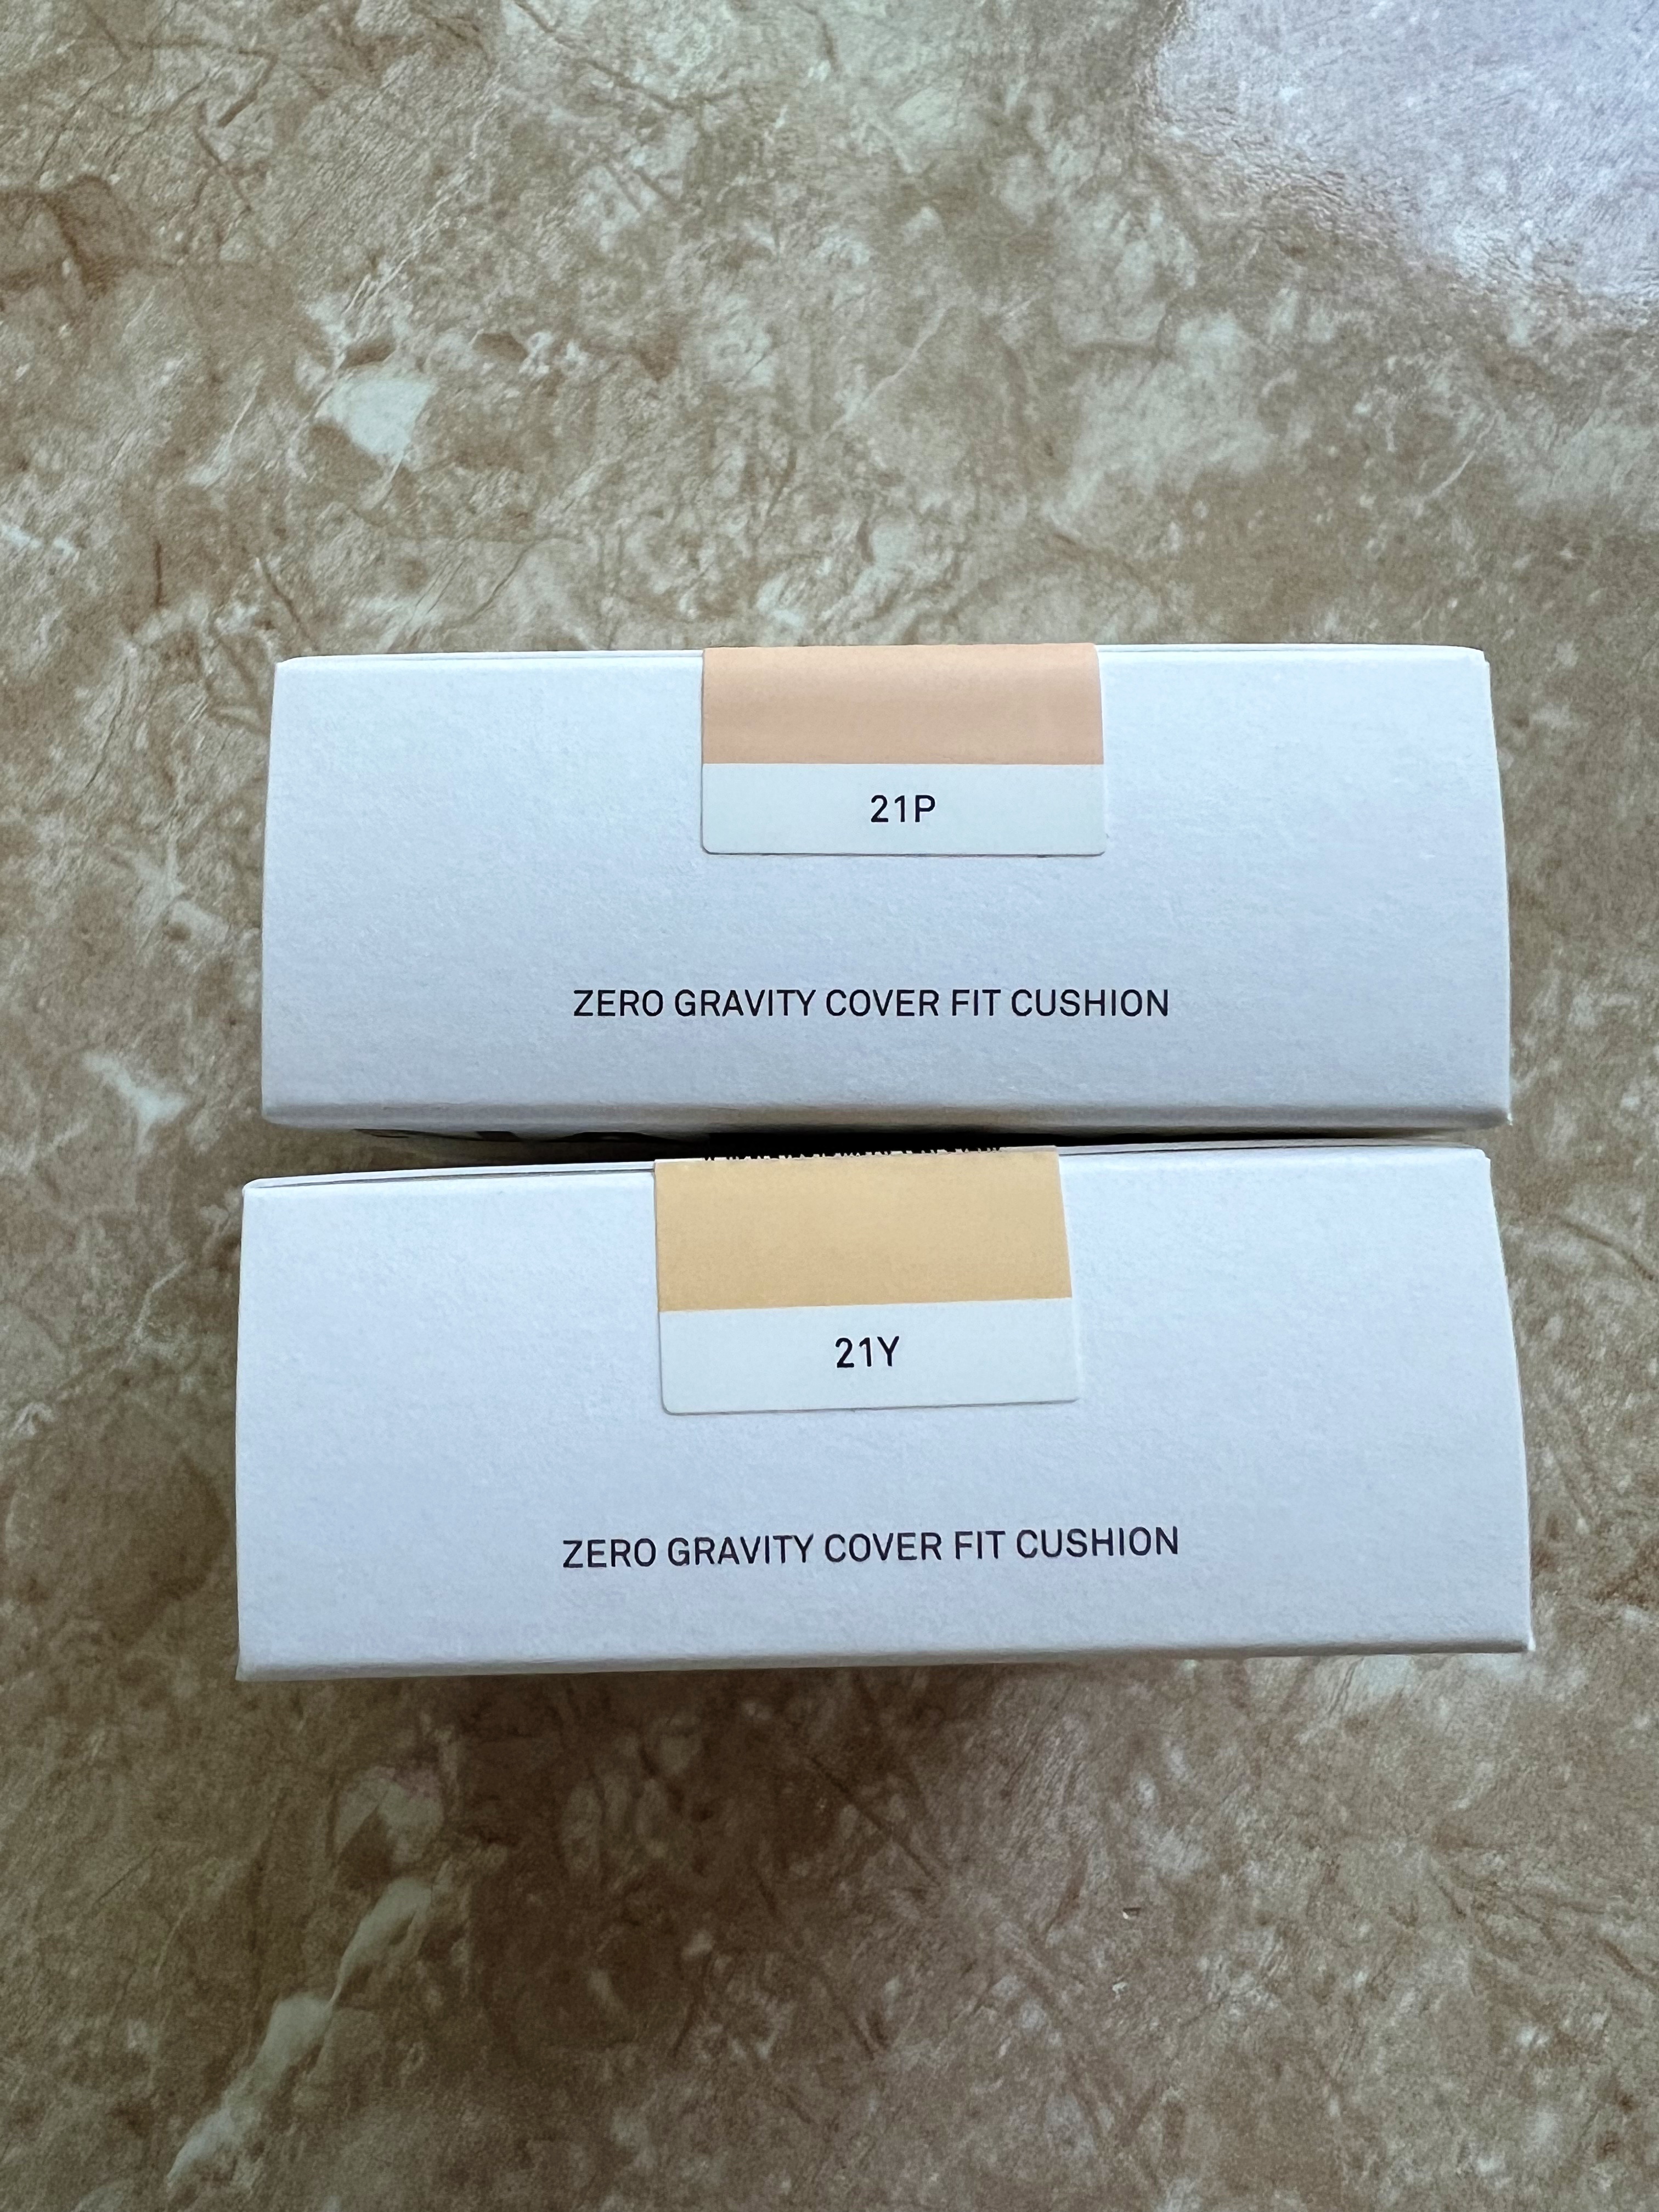 21P
ZERO GRAVITY COVER FIT CUSHION
21Y
ZERO GRAVITY COVER FIT CUSHION